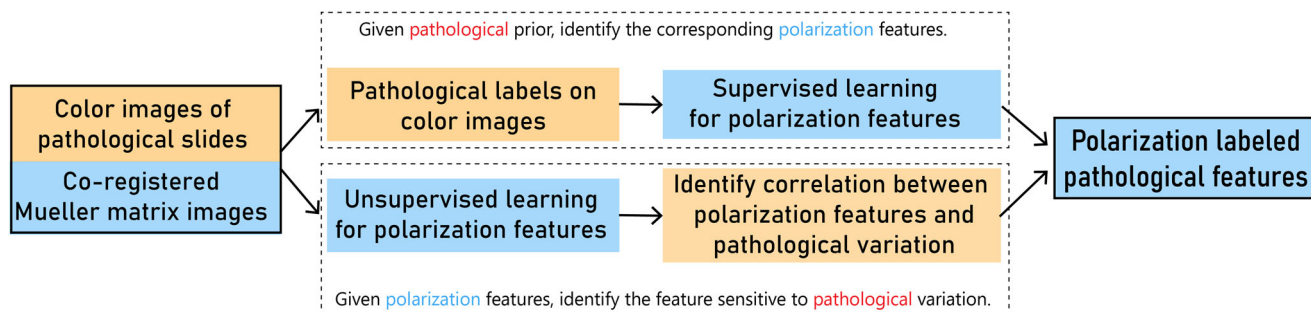 Given pathological prior, identify the corresponding polarization features.
Color images of
pathological slides
Co-registered
Mueller matrix images
Pathological labels on
color images
Supervised learning
for polarization features
Unsupervised learning
for polarization features
Identify correlation between
polarization features and
pathological variation
Polarization labeled
pathological features
Given polarization features, identify the feature sensitive to pathological variation.